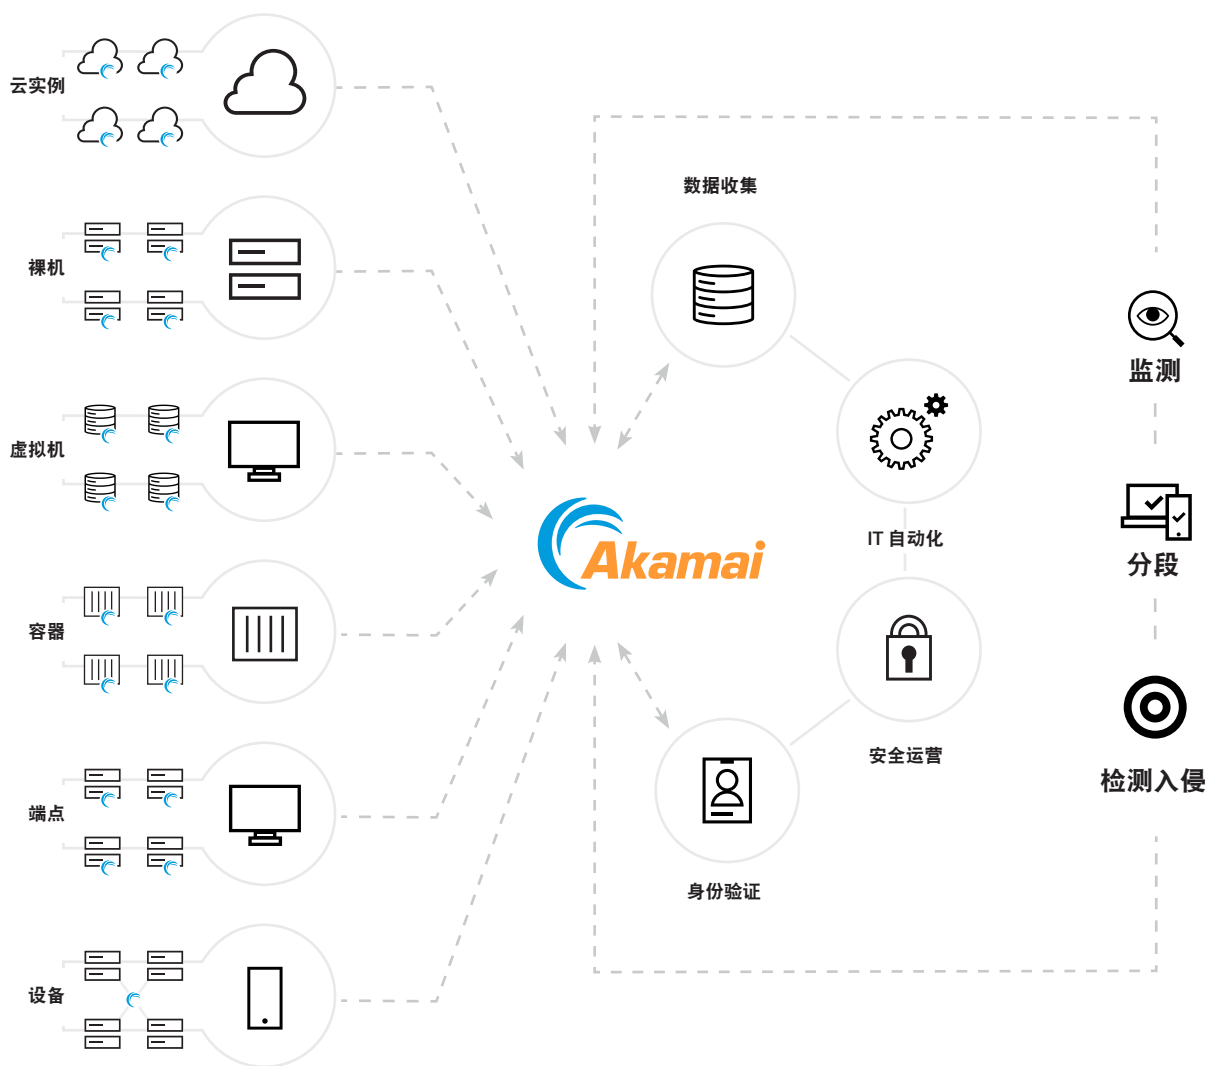 云实例
裸机
虚拟机
容器
端点
设备
Akamai
数据收集
IT 自动化
安全运营
身份验证
监测
分段
检测入侵